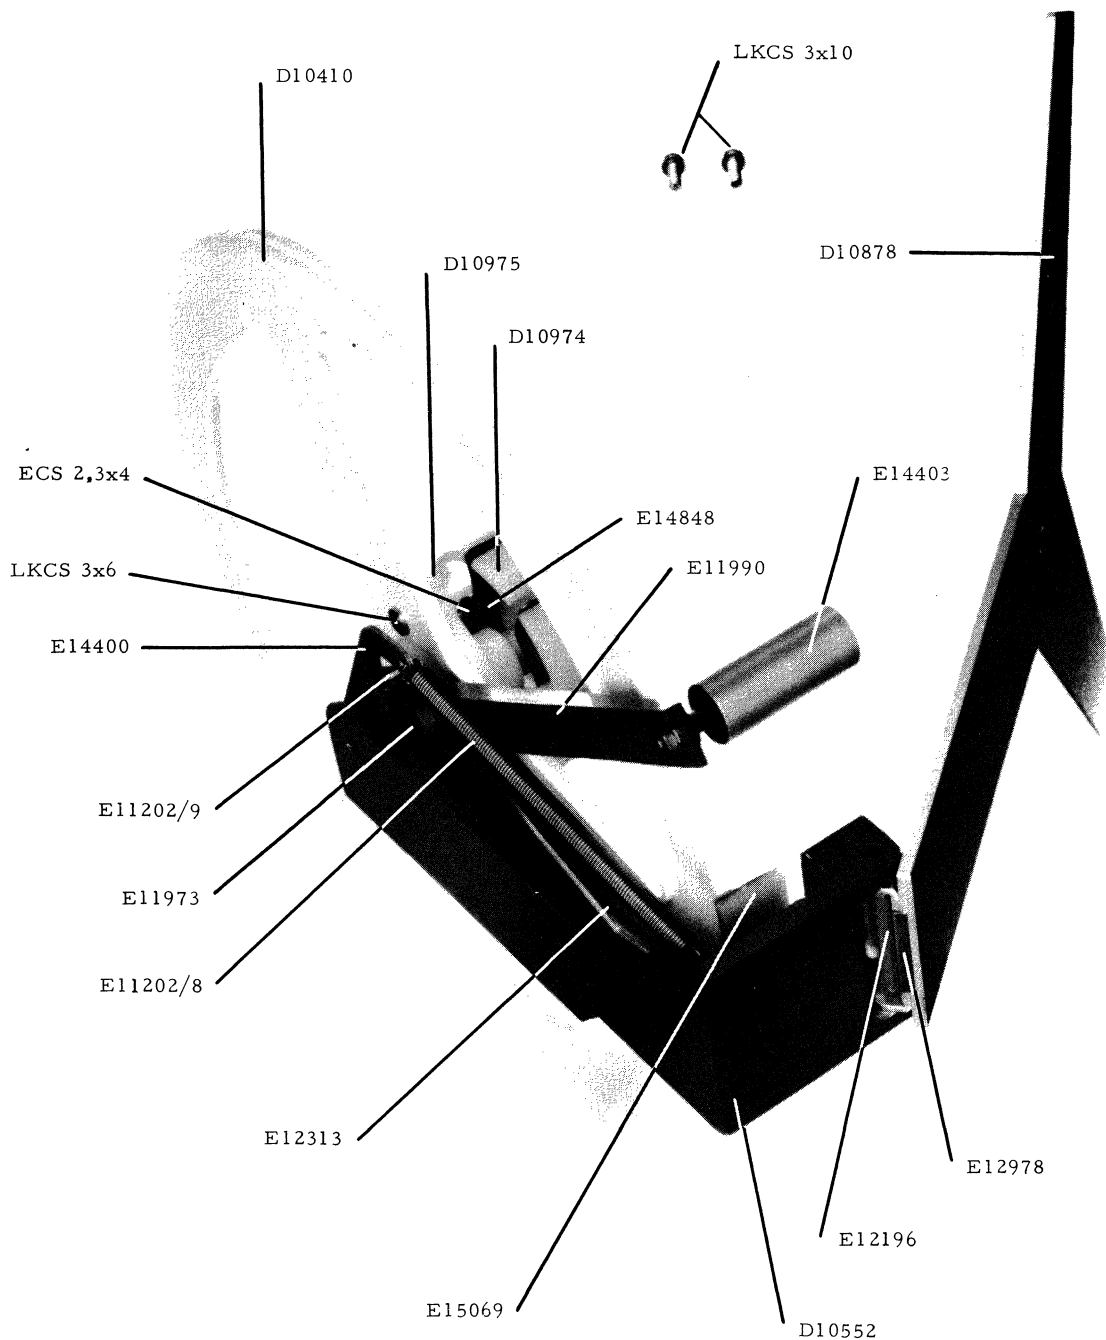 LKCS 3x10
D10410
D10878
D10975
D10974
ECS 2,3x4
E14403
E14848
LKCS 3x6
E11990
E14400
E11202/9
E11973
E11202/8
E12313
E12978
E12196
E15069
D10552